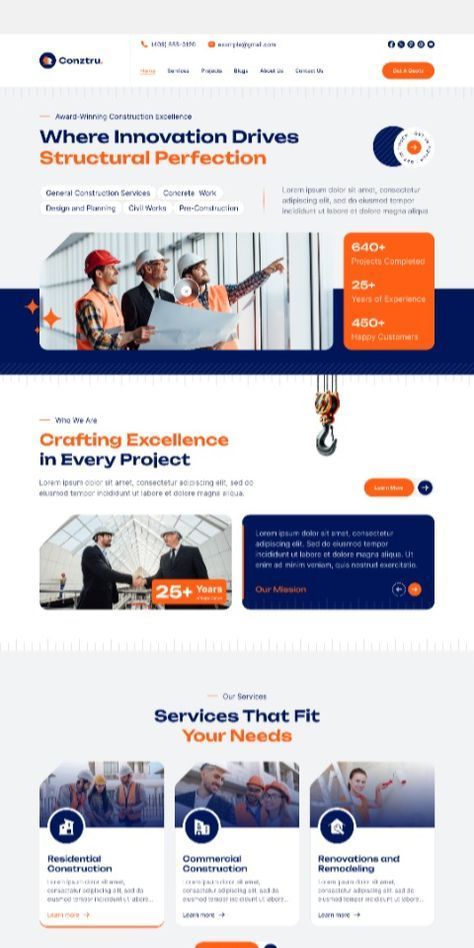 Conztru.
example@gmail.com
Home Services Projects Blogs About Us Contact Us
Get A Quote
Award-Winning Construction Excellence
Where Innovation Drives
Structural Perfection
General Construction Services
Concrete Work
Design and Planning
Civil Works
Pre-Construction
Lorem ipsum dolor sit amet, consectetur
adipiscing elit, sed do eiusmod tempor
incididunt ut labore et dolore magna aliqua
640+
Projects Completed
25+
Years of Experience
450+
Happy Customers
Who We Are
Crafting Excellence
in Every Project
Lorem ipsum dolor sit amet, consectetur adipiscing elit, sed do
eiusmod tempor incididunt ut labore et dolore magna aliqua.
Learn More
25+ Years
Lorem ipsum dolor sit amet, consectetur
adipiscing elit, sed do eiusmod tempor
incididunt ut labore et dolore magna aliqua. Ut
enim ad minim veniam, quis nostrud exercitatio.
Our Mission
Our Services
Services That Fit
Your Needs
Residential
Construction
Lorem ipsum dolor sit amet,
consectetur adipiscing elit, sed do
eiusmod tempor incididunt ut labore...
Learn more
Commercial
Construction
Lorem ipsum dolor sit amet,
consectetur adipiscing elit, sed do
eiusmod tempor incididunt ut labore...
Learn more
Renovations and
Remodeling
Lorem ipsum dolor sit amet,
consectetur adipiscing elit, sed do
eiusmod tempor incididunt ut labore...
Learn more